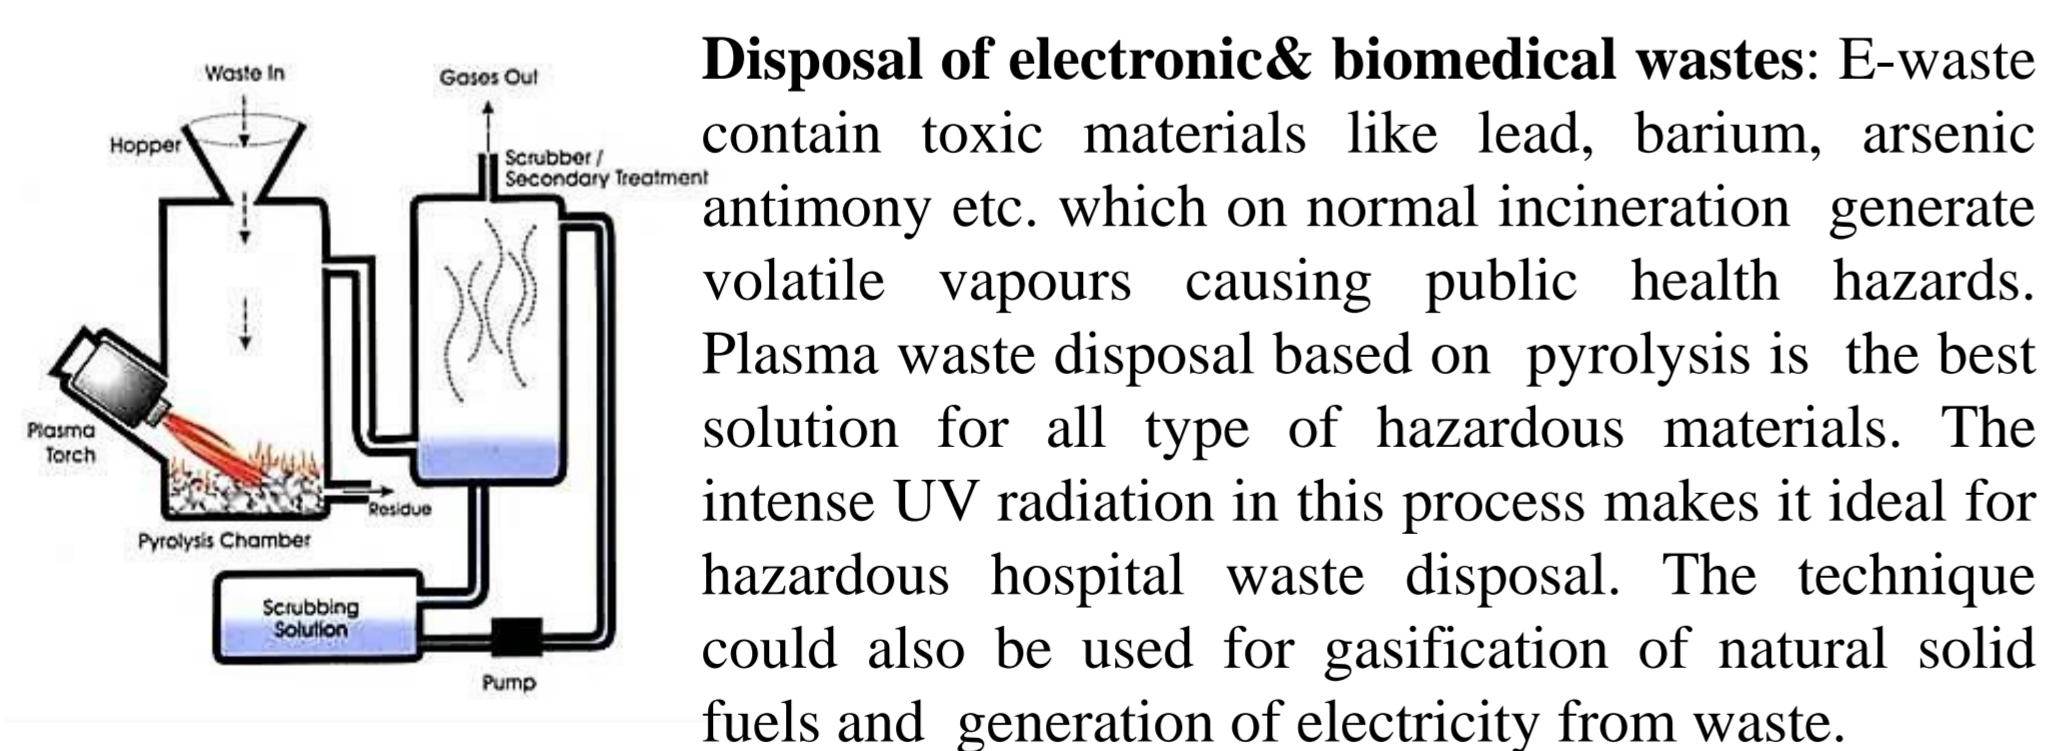 Waste In
Gases Out
Hopper
Scrubber /
Secondary Treatment
Plasma
Torch
Residue
Pyrolysis Chamber
Scrubbing
Solution
Pump
Disposal of electronic& biomedical wastes: E-waste
contain toxic materials like lead, barium, arsenic
antimony etc. which on normal incineration generate
volatile vapours causing public health hazards.
Plasma waste disposal based on pyrolysis is the best
solution for all type of hazardous materials. The
intense UV radiation in this process makes it ideal for
hazardous hospital waste disposal. The technique
could also be used for gasification of natural solid
fuels and generation of electricity from waste.